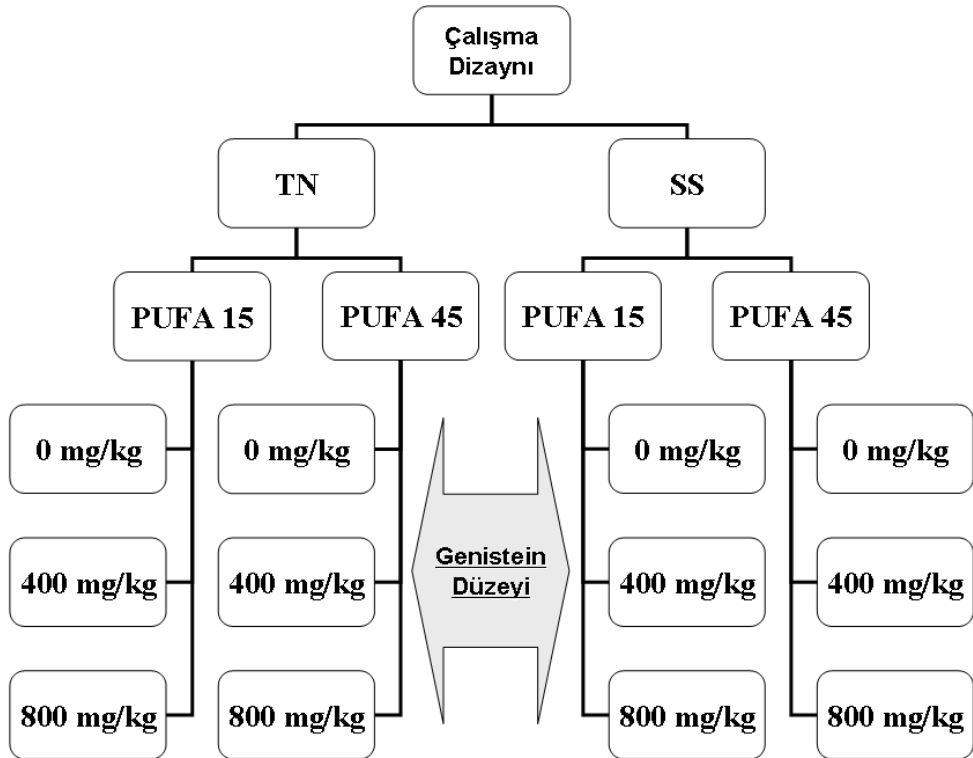 Çalışma
Dizaynı
TN
SS
PUFA 15
PUFA 45
PUFA 15
PUFA 45
0 mg/kg
0 mg/kg
0 mg/kg
0 mg/kg
Genistein
Düzeyi
400 mg/kg
400 mg/kg
400 mg/kg
400 mg/kg
800 mg/kg
800 mg/kg
800 mg/kg
800 mg/kg